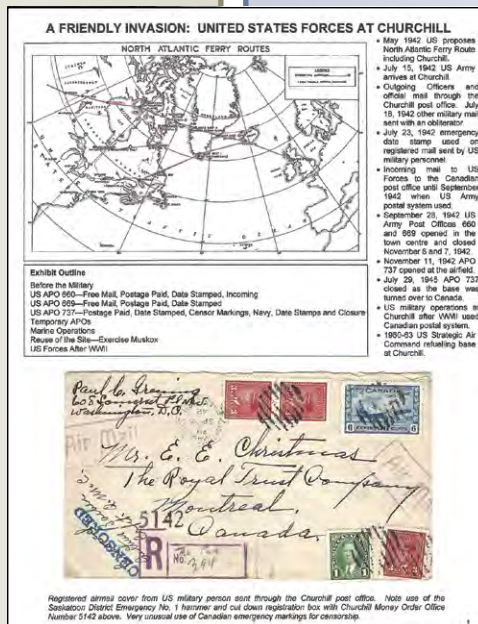 A FRIENDLY INVASION: UNITED STATES FORCES AT CHURCHILL
NORTH ATLANTIC FERRY ROUTES
• May 1942 US proposes
North Atlantic Ferry Route
including Churchill.
• July 15, 1942 US Army
arrives at Churchill.
• Outgoing Officers and
official mail through the
Churchill post office. July
18, 1942 other military mail
sent with an obliterator.
• July 23, 1942 emergency
date stamp used on
registered mail sent by US
military personnel.
• Incoming mail to US
Forces to the Canadian
post office until September
1942 when US Army
postal system used.
• September 28, 1942 US
Army Post Offices 660
and 669 opened in the
town centre and closed
November 6 and 7, 1942.
• November 11, 1942 APO
737 opened at the airfield.
• July 29, 1945 APO 737
closed as the base was
turned over to Canada.
• US military operations at
Churchill after WWII used
Canadian postal system.
• 1960-63 US Strategic Air
Command refuelling base
at Churchill.
Exhibit Outline
Before the Military
US APO 660—Free Mail, Postage Paid, Date Stamped, Incoming
US APO 669—Free Mail, Postage Paid, Date Stamped
US APO 737—Postage Paid, Date Stamped, Censor Markings, Navy, Date Stamps and Closure
Temporary APOs
Marine Operations
Reuse of the Site—Exercise Muskox
US Forces After WWII
Washington, D.C.
CANADA
6 6
Air Mail
Mr. E. E. Christmas
The Royal Trust Company
Montreal,
Canada.
5142
CENSORED
R
No.
Registered airmail cover from US military person sent through the Churchill post office. Note use of the
Saskatoon District Emergency No. 1 hammer and cut down registration box with Churchill Money Order Office
Number 5142 above. Very unusual use of Canadian emergency markings for censorship.